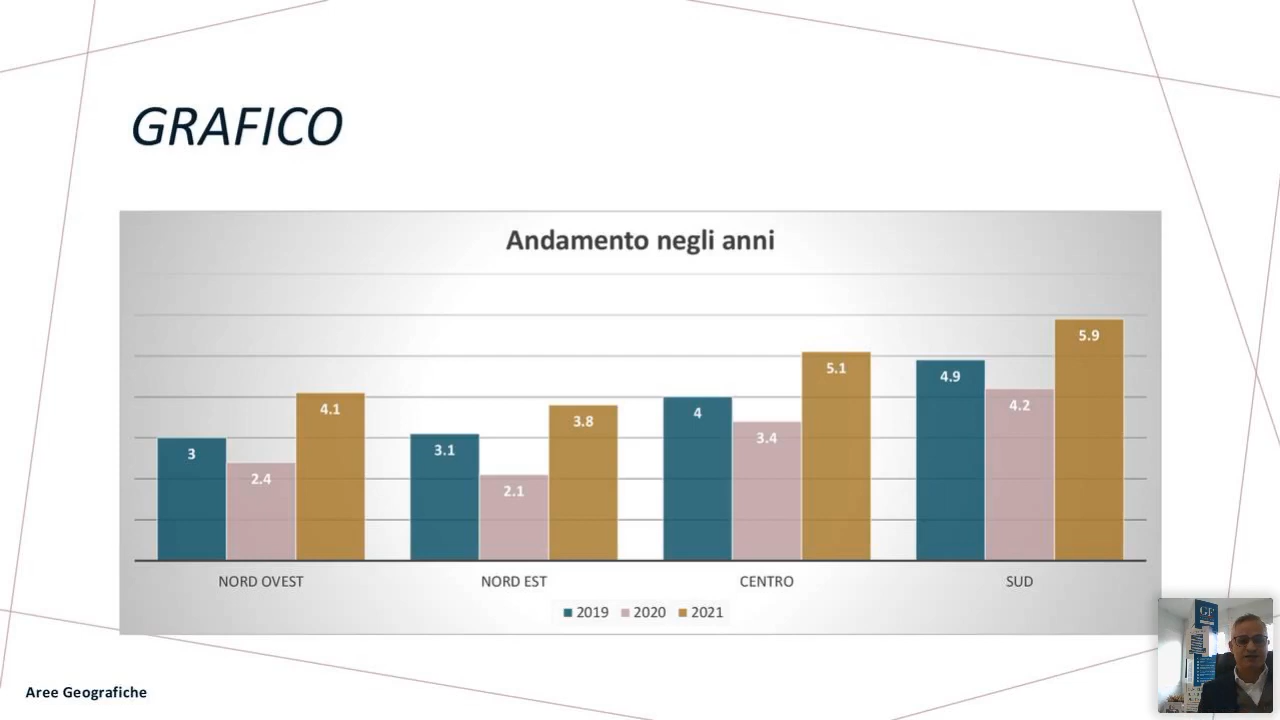 GRAFICO
Andamento negli anni
3
2.4
4.1
3.1
2.1
3.8
4
3.4
5.1
4.9
4.2
5.9
NORD OVEST
NORD EST
CENTRO
SUD
2019 2020 2021
GF
Aree Geografiche